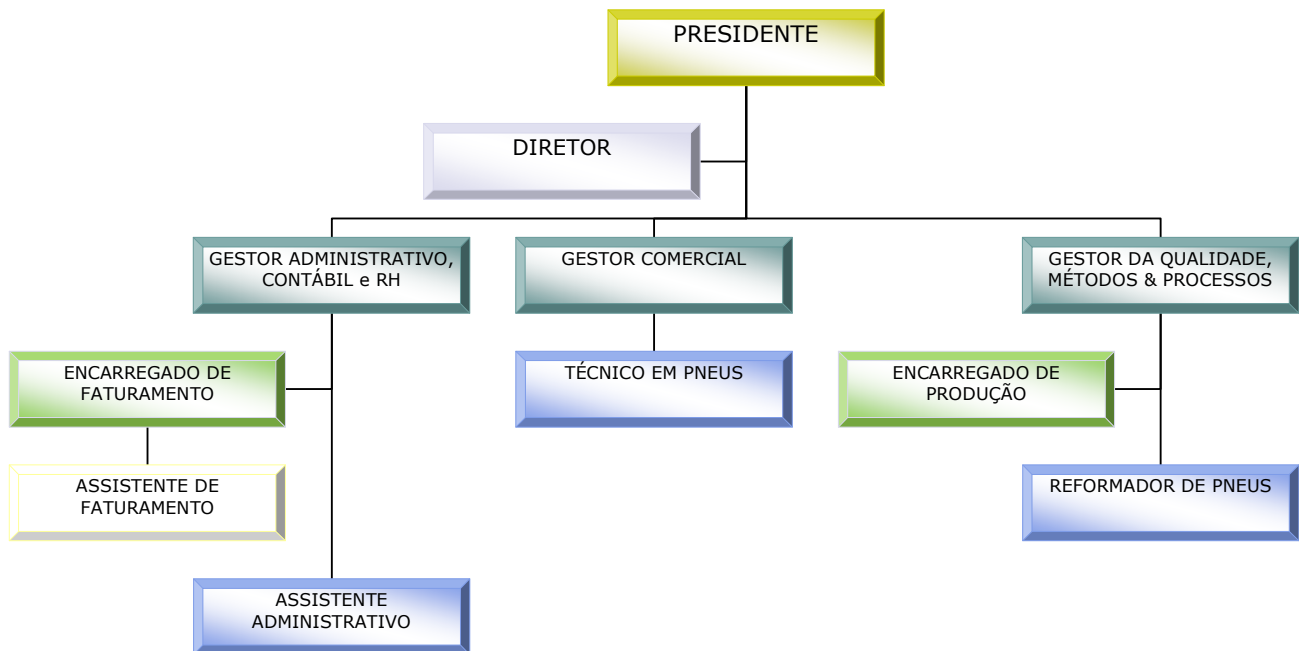 PRESIDENTE
DIRETOR
GESTOR ADMINISTRATIVO,
CONTÁBIL e RH
GESTOR COMERCIAL
GESTOR DA QUALIDADE,
MÉTODOS & PROCESSOS
ENCARREGADO DE
FATURAMENTO
TÉCNICO EM PNEUS
ENCARREGADO DE
PRODUÇÃO
ASSISTENTE DE
FATURAMENTO
REFORMADOR DE PNEUS
ASSISTENTE
ADMINISTRATIVO